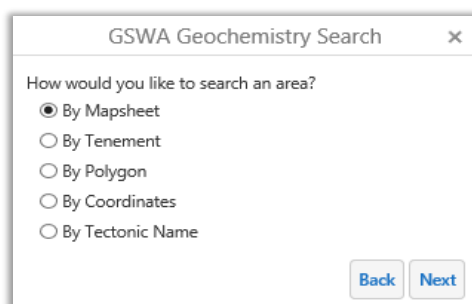 GSWA Geochemistry Search ×
How would you like to search an area?
By Mapsheet
By Tenement
By Polygon
By Coordinates
By Tectonic Name
Back Next